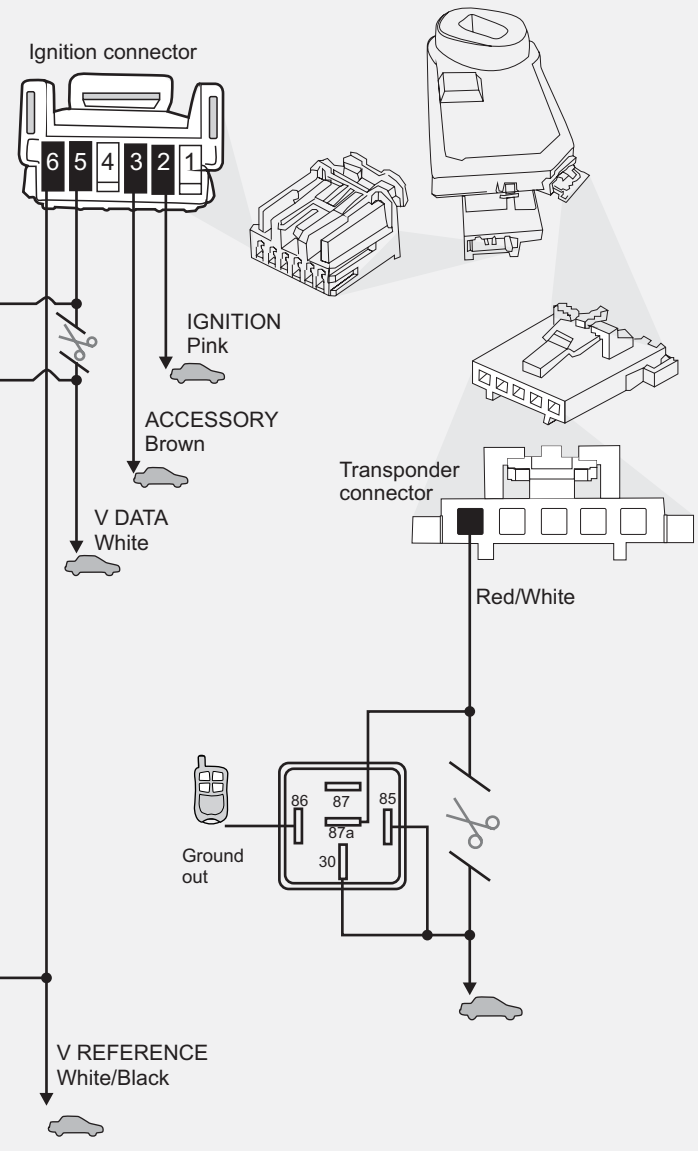 Ignition connector
6 5 4 3 2 1
IGNITION
Pink
ACCESSORY
Brown
Transponder
connector
V DATA
White
Red/White
86
87
85
87a
30
Ground
out
V REFERENCE
White/Black